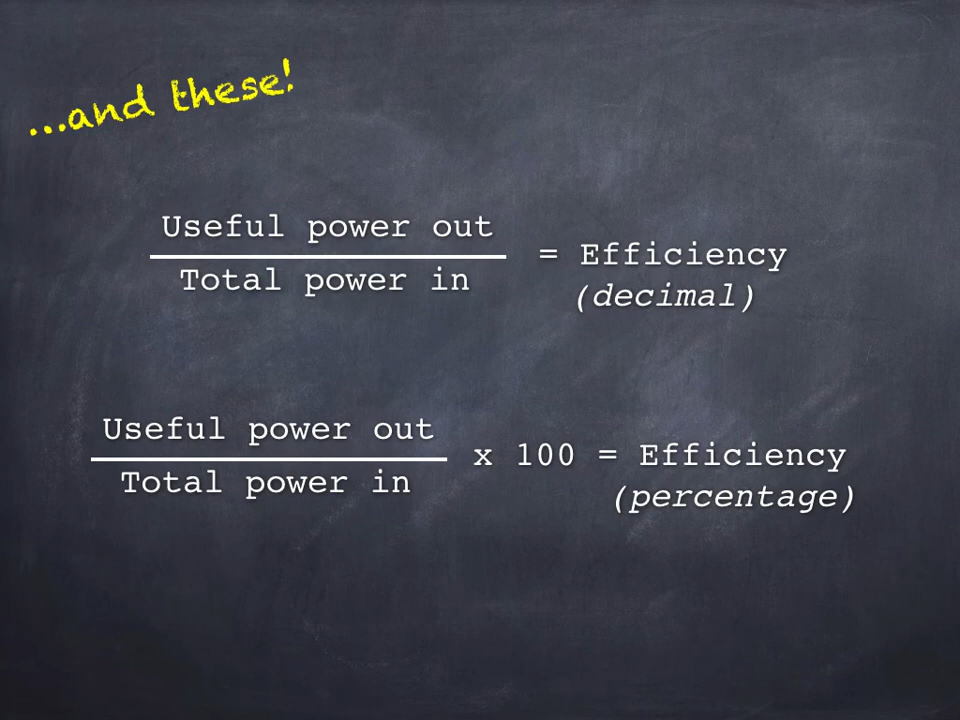 ...and these!
Useful power out
Total power in
= Efficiency
(decimal)
Useful power out
Total power in
x 100 = Efficiency
(percentage)